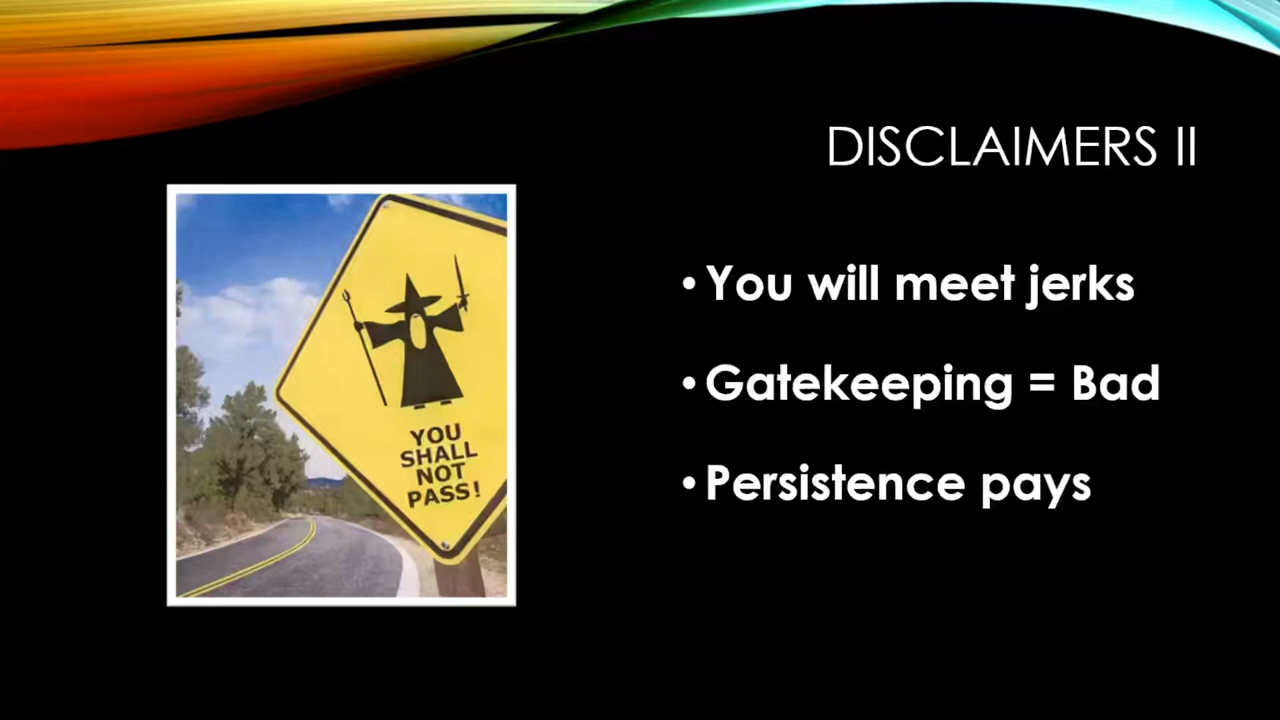 DISCLAIMERS II
YOU
SHALL
NOT
PASS!
• You will meet jerks
• Gatekeeping = Bad
• Persistence pays